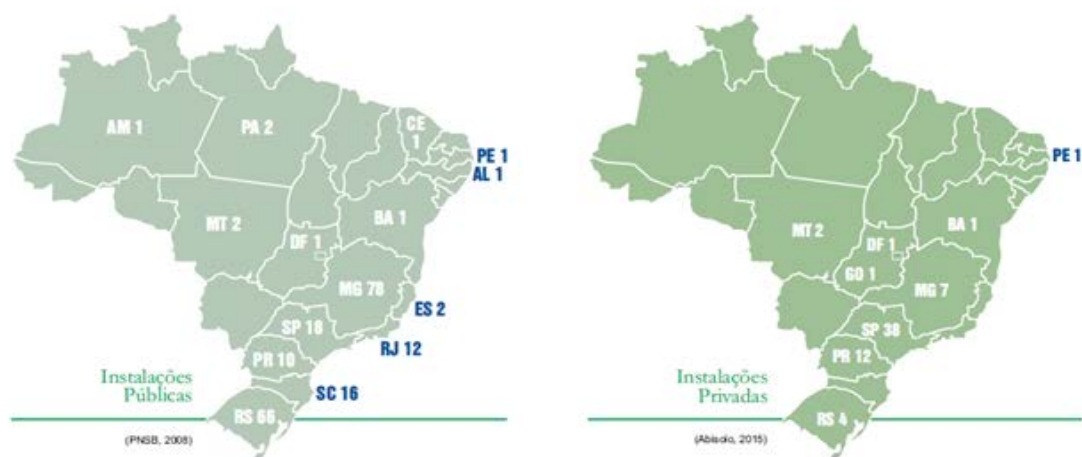 AM 1
PA 2
CE
1
PE 1
AL 1
MT 2
BA 1
DF 1
MG 78
ES 2
SP 18
RJ 12
PR 10
SC 16
RS 66
Instalações
Públicas
(PNSB, 2008)
PE 1
MT 2
BA 1
DF 1
GO 1
MG 7
SP 38
PR 12
RS 4
Instalações
Privadas
(Abisolo, 2015)